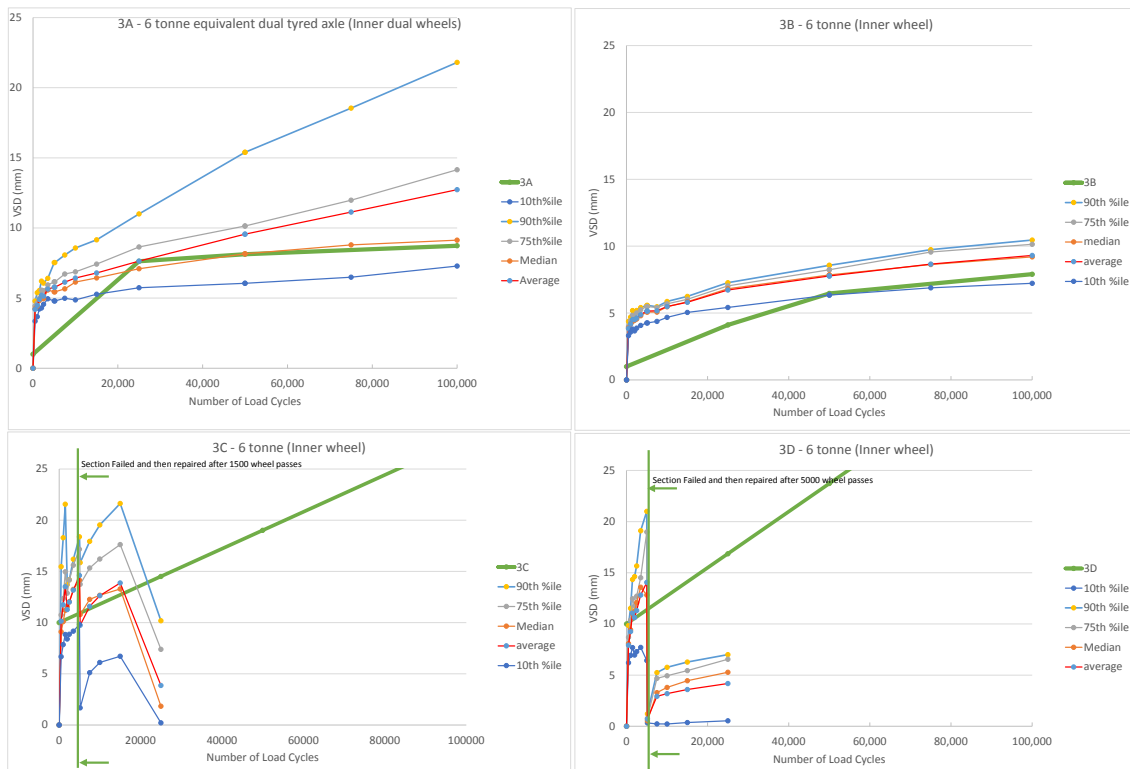 3A - 6 tonne equivalent dual tyred axle (Inner dual wheels)
25
20
15
10
5
0
VSD (mm)
0 20,000 40,000 60,000 80,000 100,000
Number of Load Cycles
3A
10th%ile
90th%ile
75th%ile
Median
Average
3B - 6 tonne (Inner wheel)
25
20
15
10
5
0
VSD (mm)
0 20,000 40,000 60,000 80,000 100,000
Number of Load Cycles
3B
90th %ile
75th %ile
median
average
10th %ile
3C - 6 tonne (Inner wheel)
Section Failed and then repaired after 1500 wheel passes
25
20
15
10
5
0
VSD (mm)
0 20000 40000 60000 80000 100000
Number of Load Cycles
3C
90th %ile
75th %ile
Median
average
10th %ile
3D - 6 tonne (Inner wheel)
Section Failed and then repaired after 5000 wheel passes
25
20
15
10
5
0
VSD (mm)
0 20,000 40,000 60,000 80,000 100,000
Number of Load Cycles
3D
10th %ile
90th %ile
75th %ile
Median
average